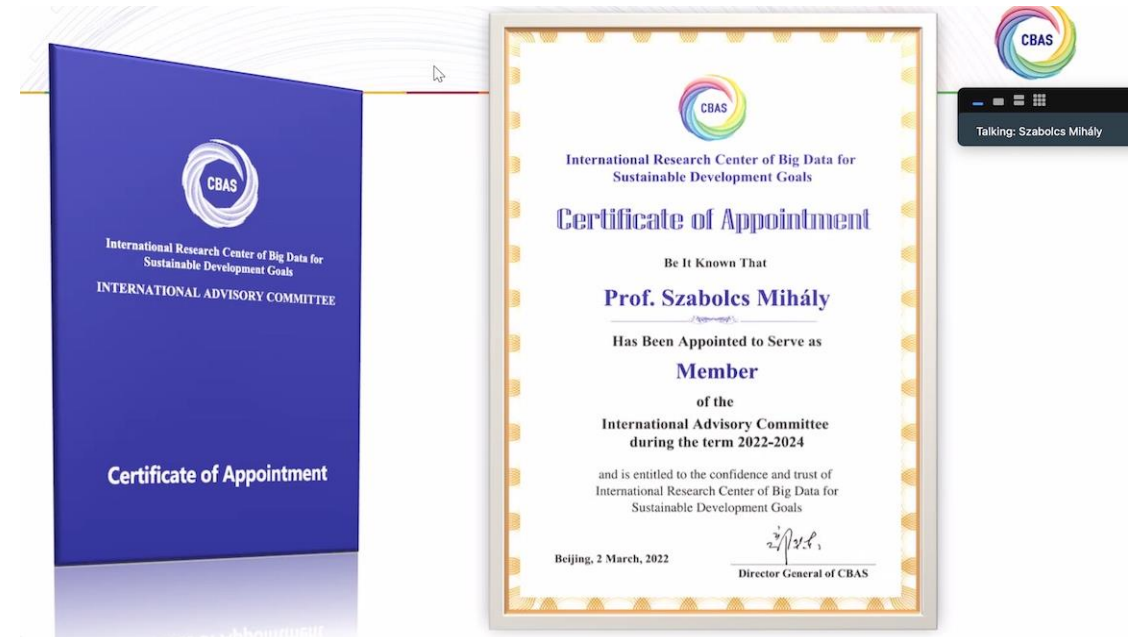 CBAS
International Research Center of Big Data for
Sustainable Development Goals
INTERNATIONAL ADVISORY COMMITTEE
Certificate of Appointment
CBAS
International Research Center of Big Data for
Sustainable Development Goals
Certificate of Appointment
Be It Known That
Prof. Szabolcs Mihály
Has Been Appointed to Serve as
Member
of the
International Advisory Committee
during the term 2022-2024
and is entitled to the confidence and trust of
International Research Center of Big Data for
Sustainable Development Goals
Beijing, 2 March, 2022
Director General of CBAS
CBAS
Talking: Szabolcs Mihály